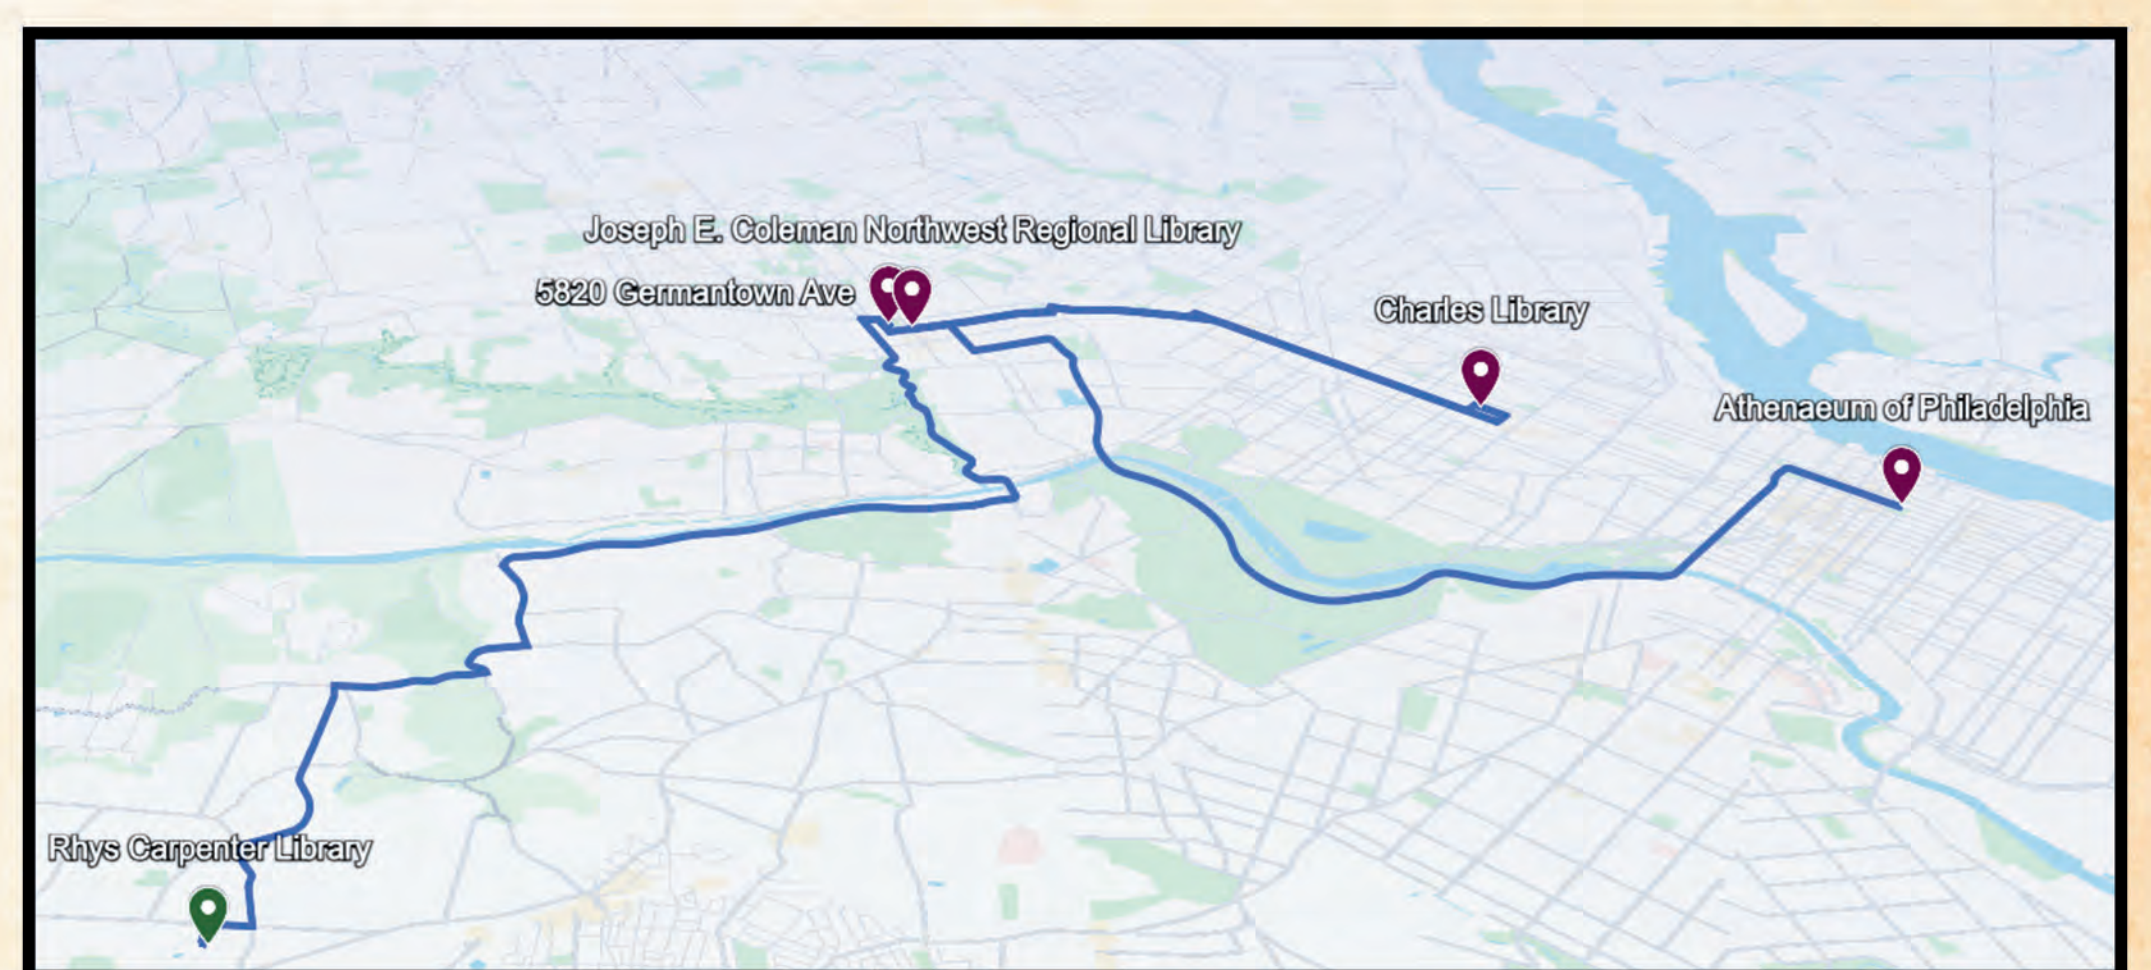 Joseph E. Coleman Northwest Regional Library
5820 Germantown Ave
Charles Library
Athenaeum of Philadelphia
Rhys Carpenter Library